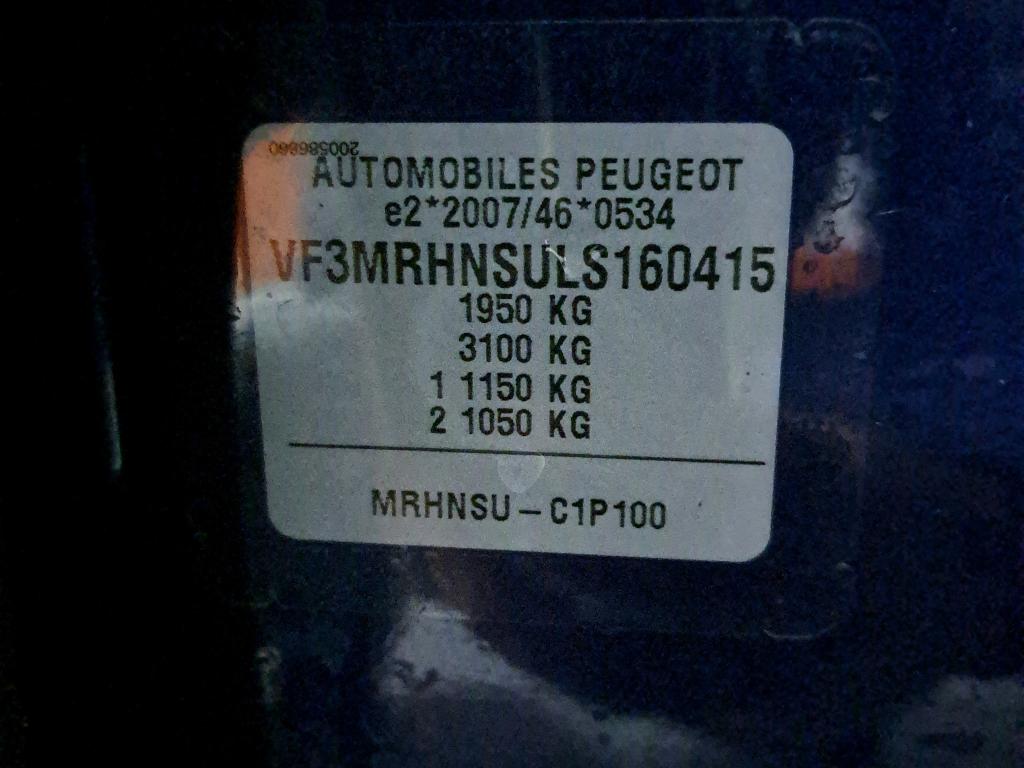 200586860
AUTOMOBILES PEUGEOT
e2*2007/46*0534
VF3MRHNSULS160415
1950 KG
3100 KG
1 1150 KG
2 1050 KG
MRHNSU – C1P100